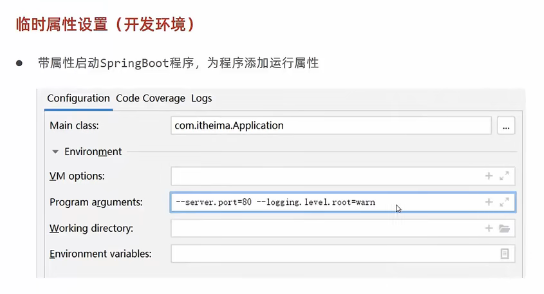 临时属性设置（开发环境）
● 带属性启动SpringBoot程序，为程序添加运行属性
Configuration Code Coverage Logs
Main class: com.itheima.Application ...
Environment
VM options:
Program arguments: --server.port=80 --logging.level.root=warn
Working directory:
Environment variables: